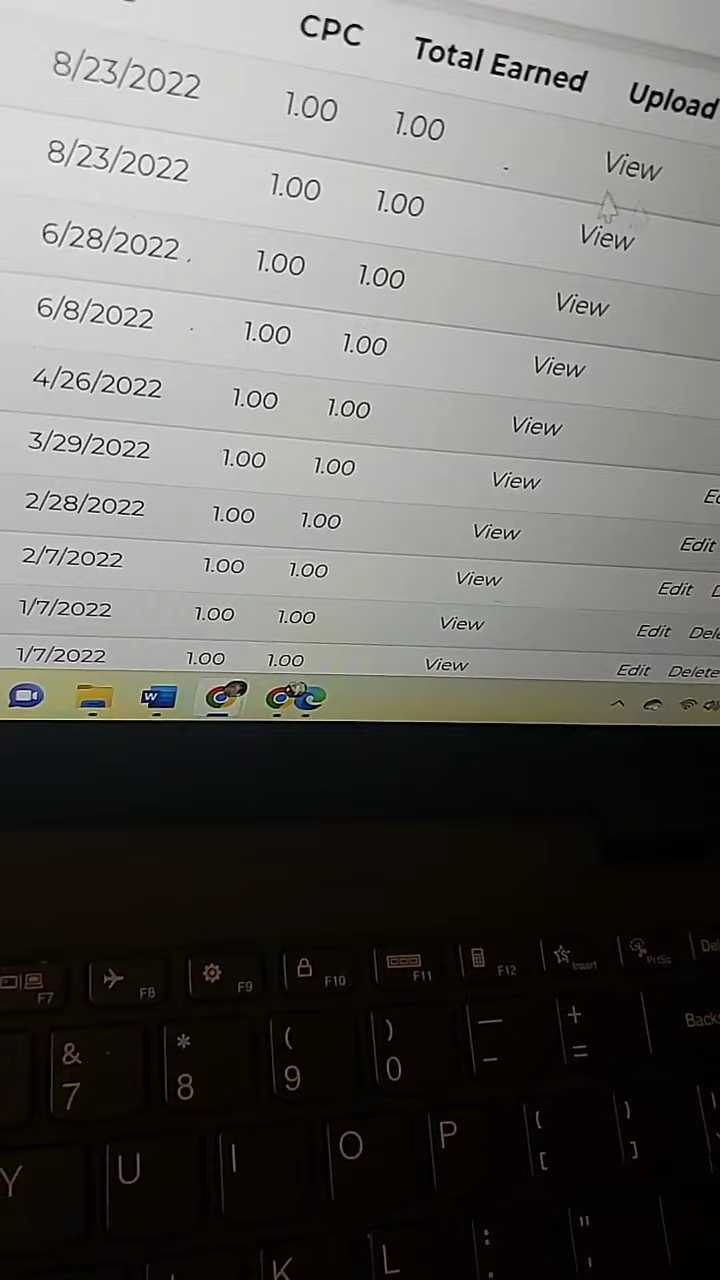 CPC Total Earned Upload
8/23/2022 1.00 1.00 View
8/23/2022 1.00 1.00 View
6/28/2022 1.00 1.00 View
6/8/2022 1.00 1.00 View
4/26/2022 1.00 1.00 View
3/29/2022 1.00 1.00 View
2/28/2022 1.00 1.00 View
2/7/2022 1.00 1.00 View Edit
1/7/2022 1.00 1.00 View Edit
1/7/2022 1.00 1.00 View Edit Delete
W
F7 F8 F9 F10 F11 F12 Insert PrtSc
& * ( ) — +
7 8 9 0 - =
Y U I O P [ ]
K L : "